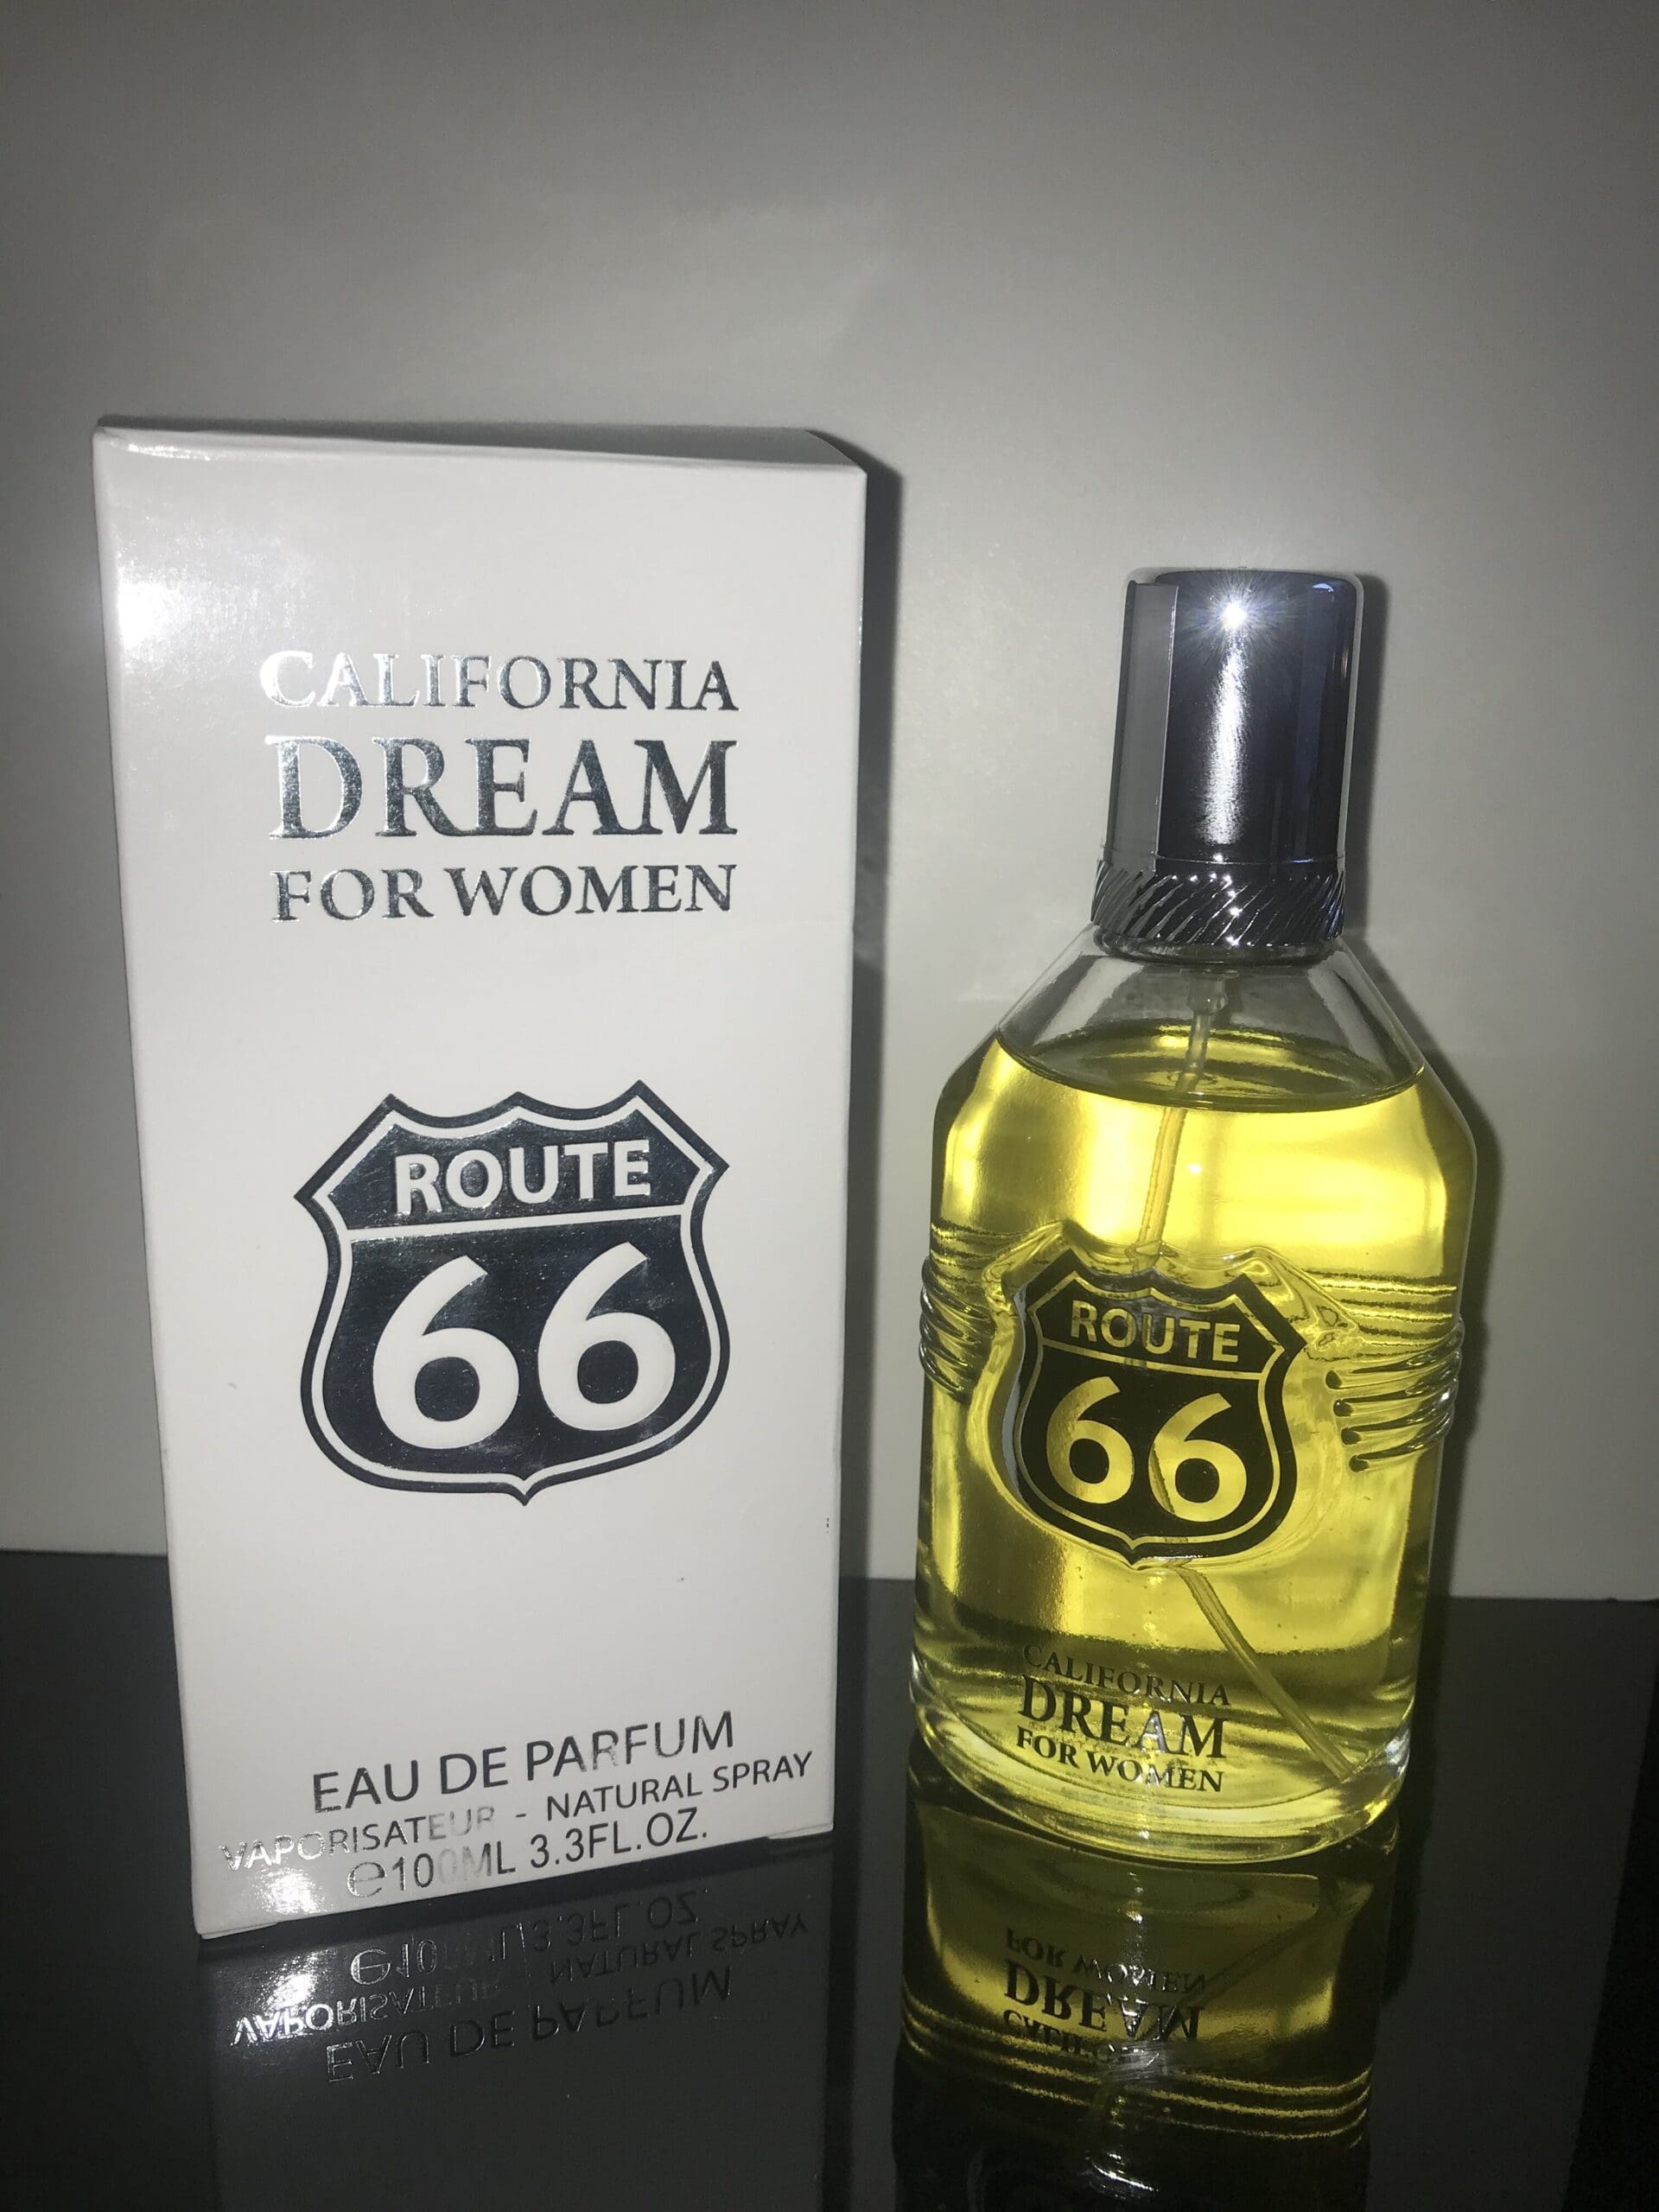 CALIFORNIA
DREAM
FOR WOMEN
ROUTE
66
EAU DE PARFUM
VAPORISATEUR - NATURAL SPRAY
℮100ML 3.3FL.OZ.
ROUTE
66
CALIFORNIA
DREAM
FOR WOMEN